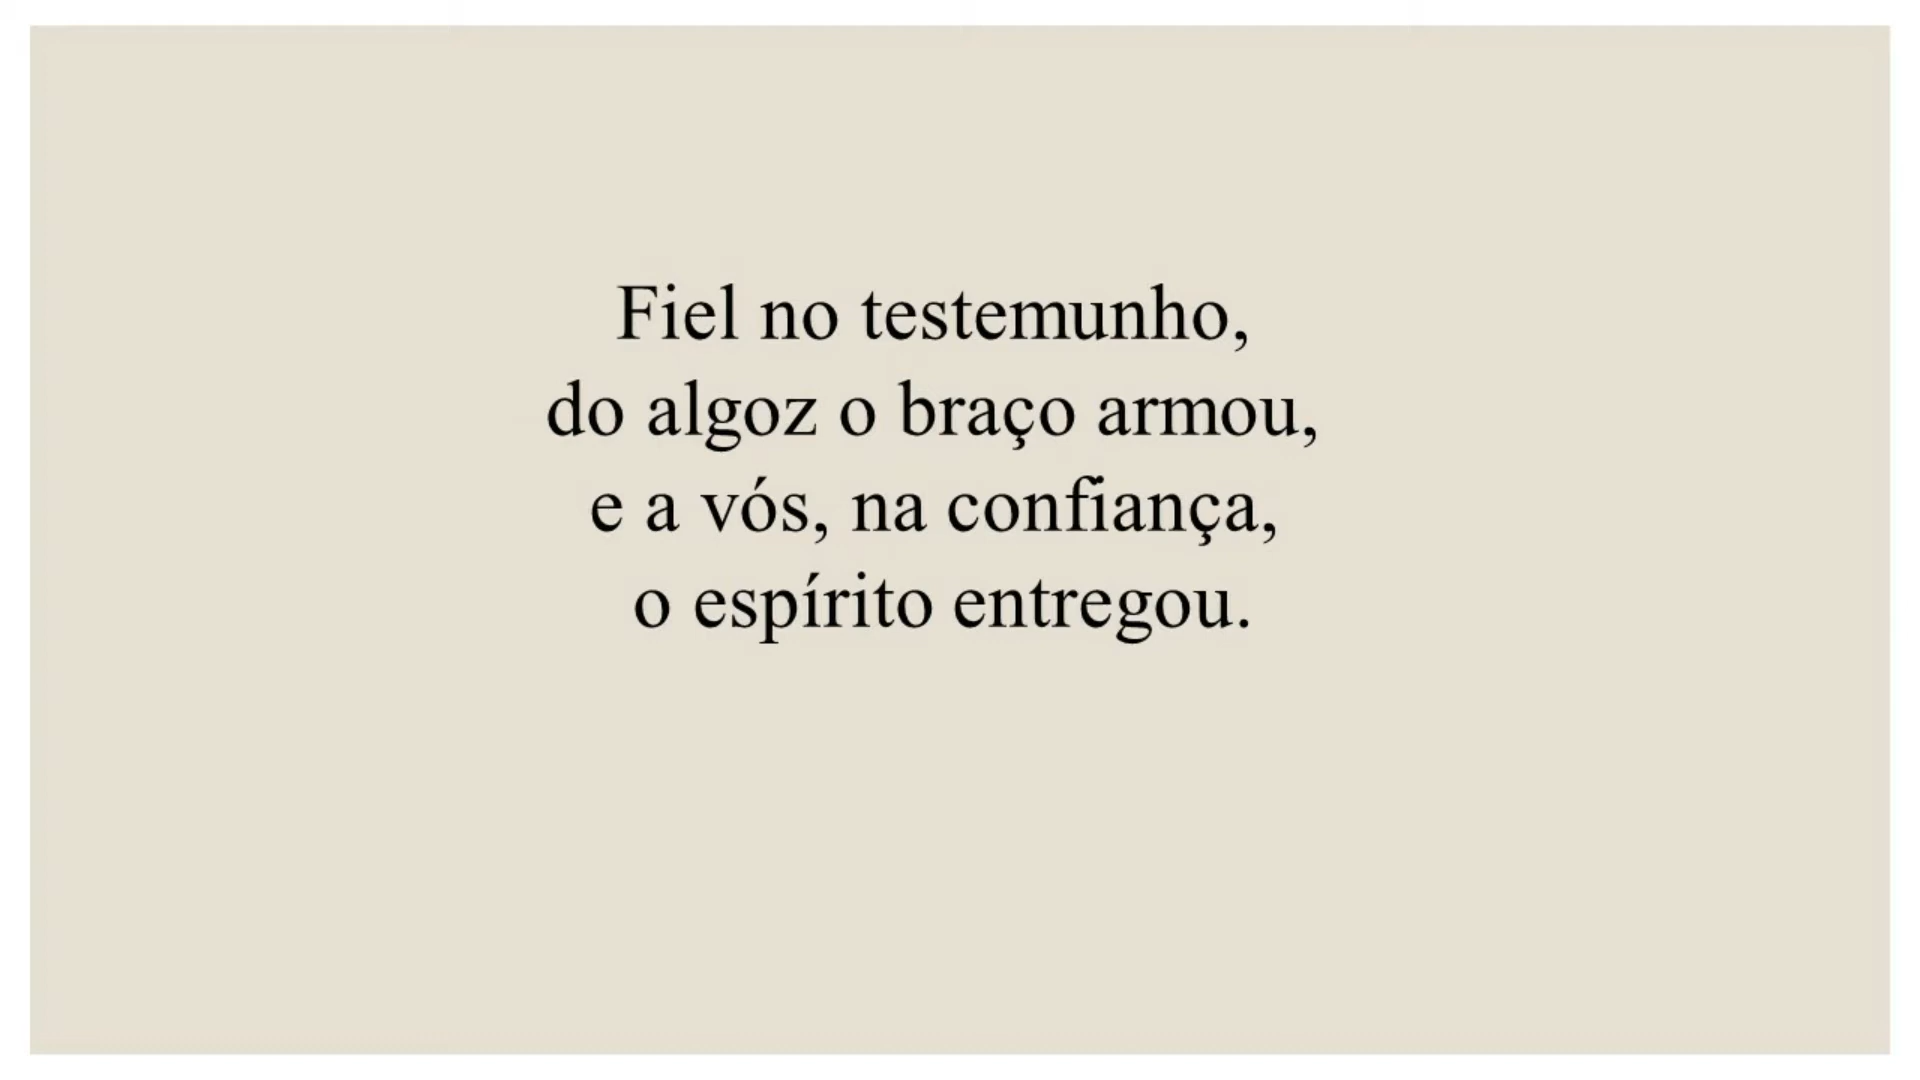 Fiel no testemunho,
do algoz o braço armou,
e a vós, na confiança,
o espírito entregou.